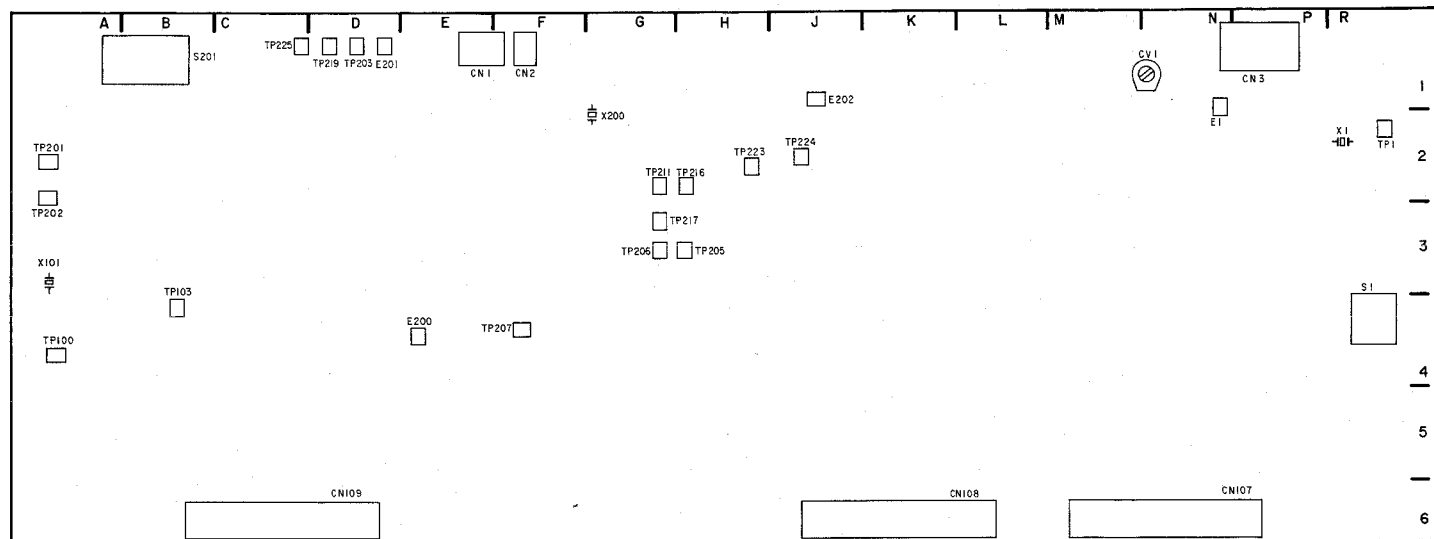 A B C D E F G H J K L M N P R
S201
TP225
TP219 TP203 E201
CN1 CN2
CV1
CN3
1
E202
X200
E1
X1
TP1
TP201
TP223
TP224
2
TP211 TP216
TP202
TP217
TP206 TP205
3
X101
TP103
S1
E200
TP207
TP100
4
5
CN109
CN108
CN107
6